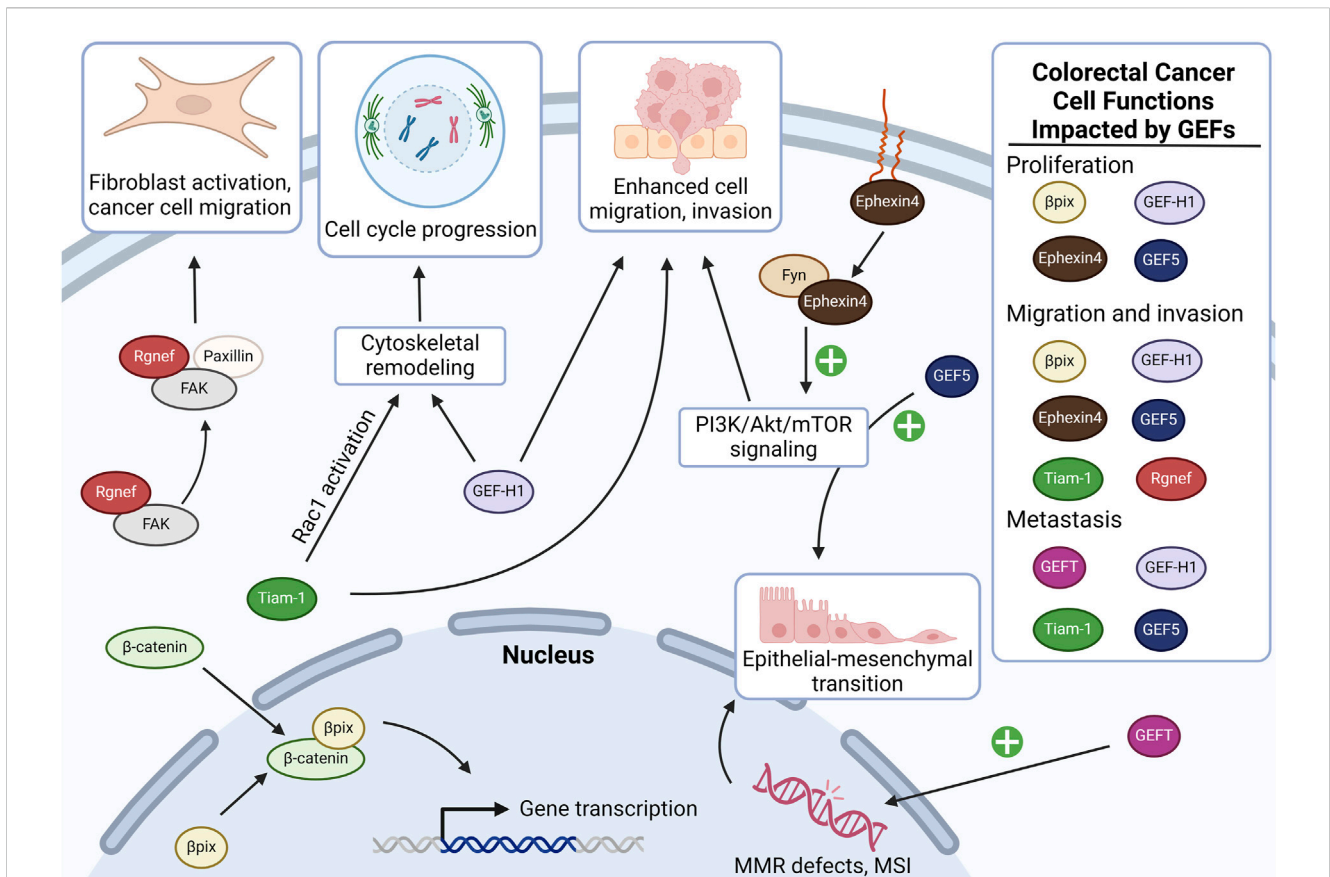 Fibroblast activation,
cancer cell migration
Cell cycle progression
Enhanced cell
migration, invasion
Ephexin4
Fyn
Ephexin4
Rgnef
Paxillin
FAK
Cytoskeletal
remodeling
GEF5
PI3K/Akt/mTOR
signaling
Rac1 activation
GEF-H1
Rgnef
FAK
Tiam-1
β-catenin
Nucleus
Epithelial-mesenchymal
transition
βpix
β-catenin
GEFT
Gene transcription
βpix
MMR defects, MSI
Colorectal Cancer
Cell Functions
Impacted by GEFs
Proliferation
βpix
GEF-H1
Ephexin4
GEF5
Migration and invasion
βpix
GEF-H1
Ephexin4
GEF5
Tiam-1
Rgnef
Metastasis
GEFT
GEF-H1
Tiam-1
GEF5